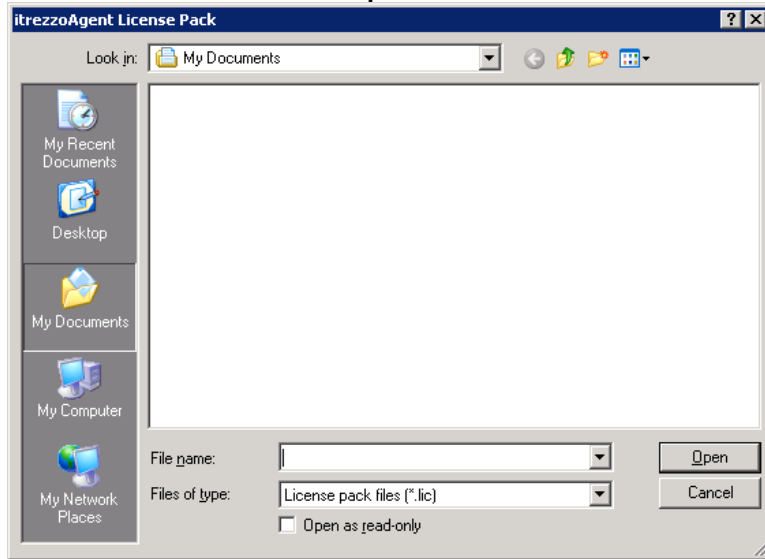 itrezzoAgent License Pack
Look in:
My Documents
My Recent
Documents
Desktop
My Documents
My Computer
My Network
Places
File name:
Files of type:
License pack files (*.lic)
Open as read-only
Open
Cancel